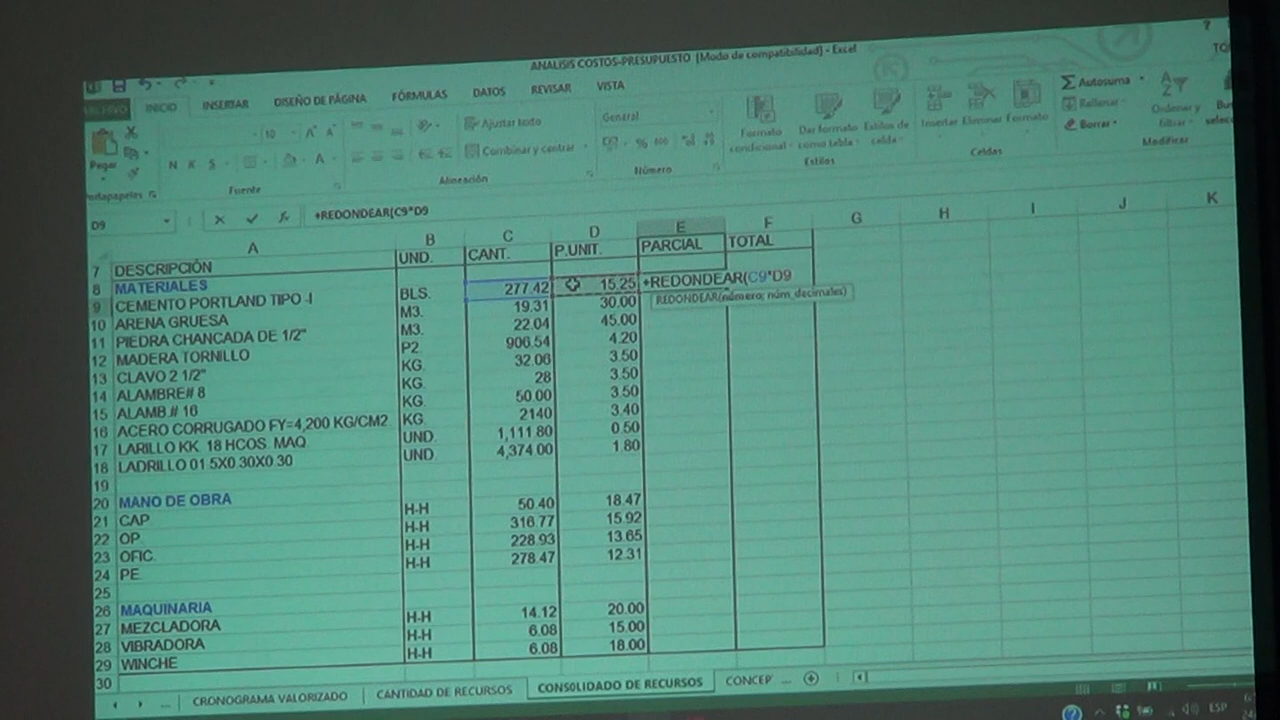 ANALISIS COSTOS-PRESUPUESTO [Modo de compatibilidad] - Excel
ARCHIVO INICIO INSERTAR DISEÑO DE PÁGINA FÓRMULAS DATOS REVISAR VISTA
Pegar
N K S
10
Ajustar texto
Combinar y centrar
General
% 000
Formato condicional
Dar formato como tabla
Estilos de celda
Insertar Eliminar Formato
Autosuma
Rellenar
Borrar
Ordenar y filtrar
Portapapeles Fuente Alineación Número Estilos Celdas Modificar
D9 +REDONDEAR(C9*D9
A B C D E F G H I J K
7 DESCRIPCIÓN UND. CANT. P.UNIT. PARCIAL TOTAL
8 MATERIALES
9 CEMENTO PORTLAND TIPO -I BLS. 277.42 15.25 +REDONDEAR(C9*D9
REDONDEAR(número; núm_decimales)
10 ARENA GRUESA M3. 19.31 30.00
11 PIEDRA CHANCADA DE 1/2" M3. 22.04 45.00
12 MADERA TORNILLO P2. 906.54 4.20
13 CLAVO 2 1/2" KG. 32.06 3.50
14 ALAMBRE# 8 KG. 28 3.50
15 ALAMB.# 16 KG. 50.00 3.50
16 ACERO CORRUGADO FY=4,200 KG/CM2 KG. 2140 3.40
17 LARILLO KK 18 HCOS. MAQ. UND. 1,111.80 0.50
18 LADRILLO 01.5X0.30X0.30 UND. 4,374.00 1.80
19
20 MANO DE OBRA
21 CAP. H-H 50.40 18.47
22 OP. H-H 316.77 15.92
23 OFIC. H-H 228.93 13.65
24 PE. H-H 278.47 12.31
25
26 MAQUINARIA
27 MEZCLADORA H-H 14.12 20.00
28 VIBRADORA H-H 6.08 15.00
29 WINCHE H-H 6.08 18.00
30
... CRONOGRAMA VALORIZADO CANTIDAD DE RECURSOS CONSOLIDADO DE RECURSOS CONCEP ...
ESP